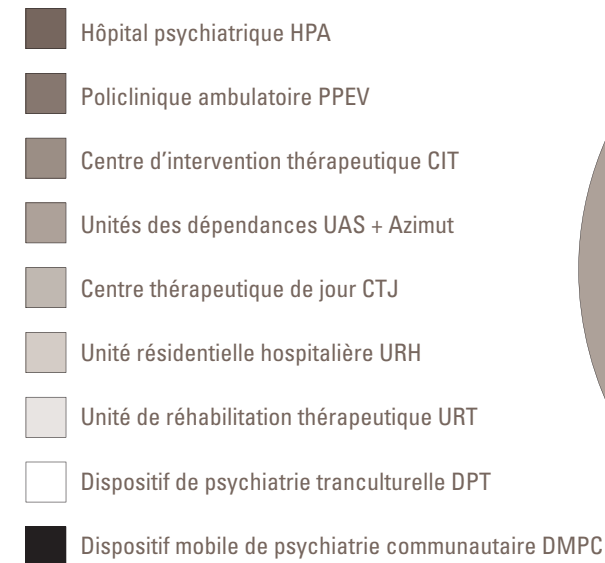 Hôpital psychiatrique HPA
Policlinique ambulatoire PPEV
Centre d'intervention thérapeutique CIT
Unités des dépendances UAS + Azimut
Centre thérapeutique de jour CTJ
Unité résidentielle hospitalière URH
Unité de réhabilitation thérapeutique URT
Dispositif de psychiatrie tranculturelle DPT
Dispositif mobile de psychiatrie communautaire DMPC